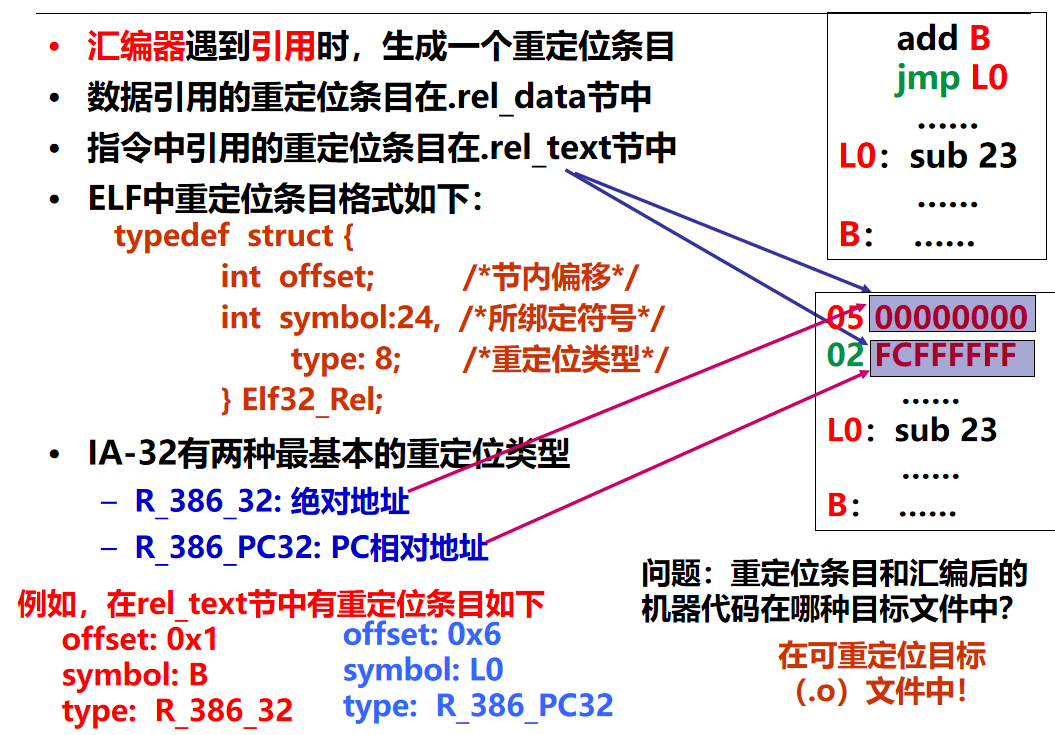 • 汇编器遇到引用时，生成一个重定位条目
• 数据引用的重定位条目在.rel_data节中
• 指令中引用的重定位条目在.rel_text节中
• ELF中重定位条目格式如下：
typedef struct {
int offset; /*节内偏移*/
int symbol:24, /*所绑定符号*/
type: 8; /*重定位类型*/
} Elf32_Rel;
• IA-32有两种最基本的重定位类型
– R_386_32: 绝对地址
– R_386_PC32: PC相对地址
例如，在rel_text节中有重定位条目如下
offset: 0x1
symbol: B
type: R_386_32
offset: 0x6
symbol: L0
type: R_386_PC32
add B
jmp L0
……
L0：sub 23
……
B： ……
05 00000000
02 FCFFFFFF
……
L0：sub 23
……
B： ……
问题：重定位条目和汇编后的
机器代码在哪种目标文件中？
在可重定位目标
（.o）文件中！